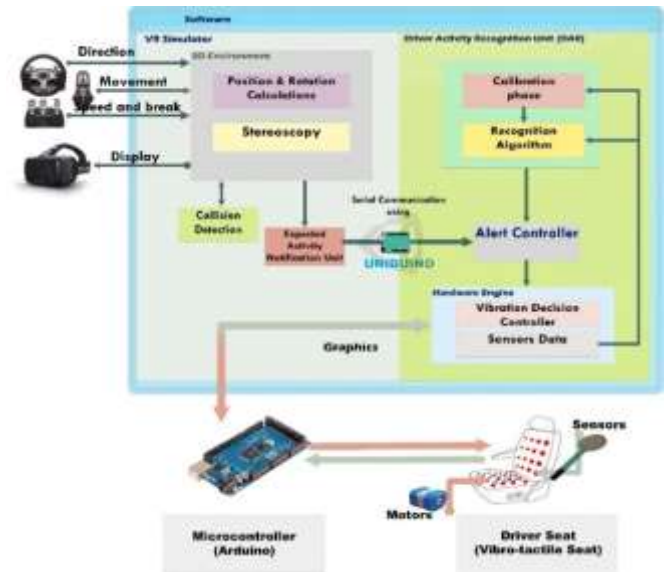 Software
VR Simulator
Driver Activity Recognition Unit (DAR)
3D Environment
Direction
Movement
Speed and break
Display
Position & Rotation
Calculations
Stereoscopy
Calibration
phase
Recognition
Algorithm
Collision
Detection
Expected
Activity
Notification Unit
Serial Communication
using
UNIDUINO
Alert Controller
Hardware Engine
Vibration Decision
Controller
Sensors Data
Graphics
Sensors
Motors
Microcontroller
(Arduino)
Driver Seat
(Vibro-tactile Seat)